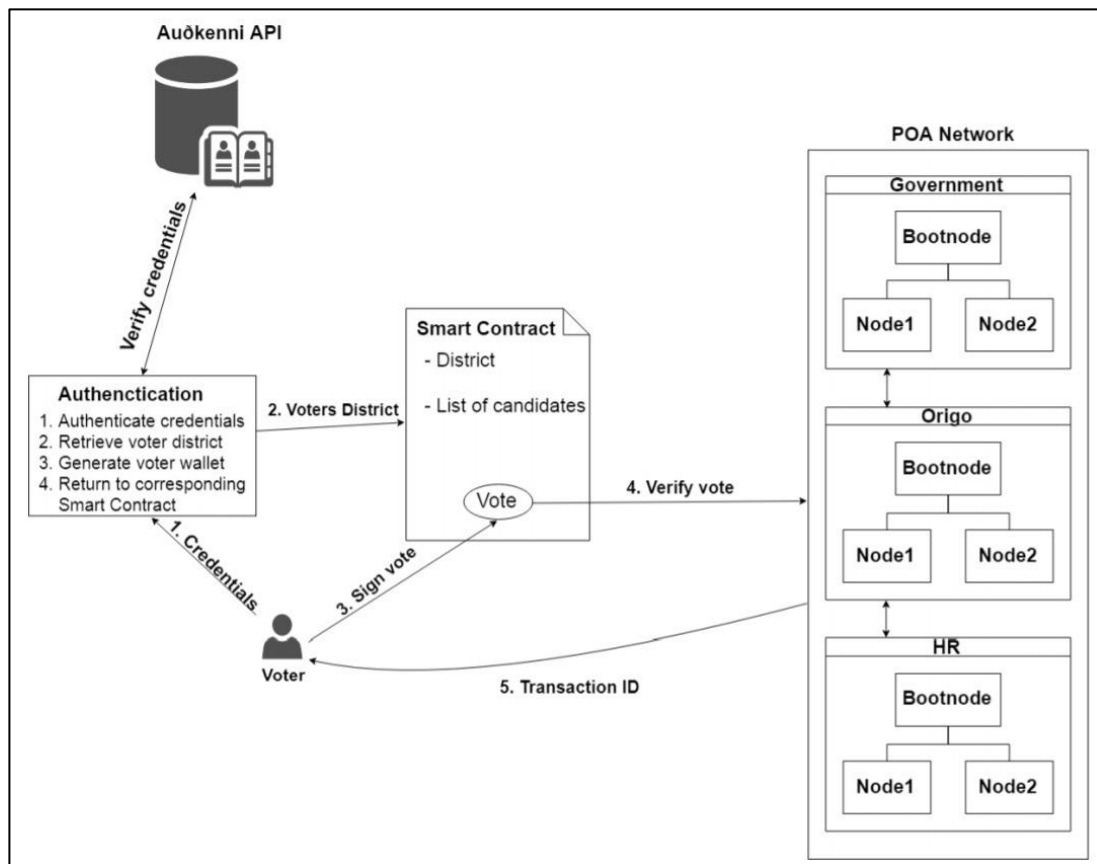 Auðkenni API
Verify credentials
Authenctication
1. Authenticate credentials
2. Retrieve voter district
3. Generate voter wallet
4. Return to corresponding
Smart Contract
1. Credentials
Voter
2. Voters District
Smart Contract
- District
- List of candidates
Vote
3. Sign vote
4. Verify vote
5. Transaction ID
POA Network
Government
Bootnode
Node1 Node2
Origo
Bootnode
Node1 Node2
HR
Bootnode
Node1 Node2